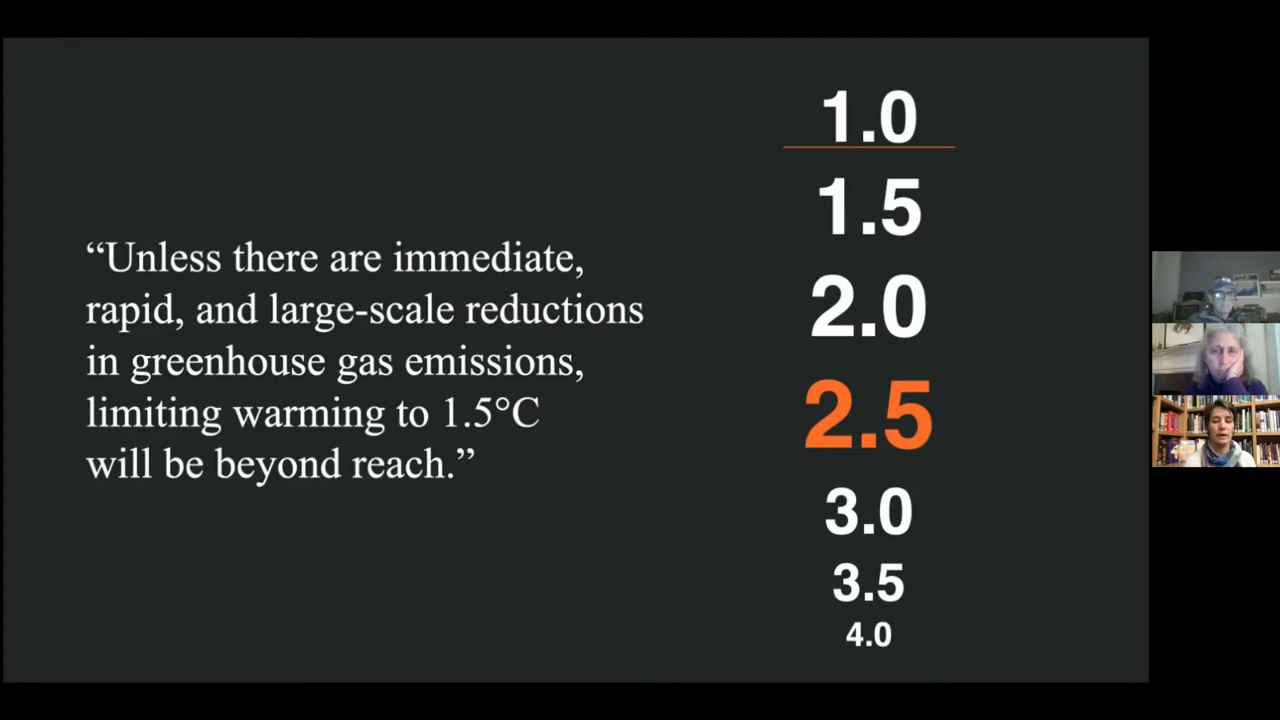 “Unless there are immediate,
rapid, and large-scale reductions
in greenhouse gas emissions,
limiting warming to 1.5°C
will be beyond reach.”
1.0
1.5
2.0
2.5
3.0
3.5
4.0